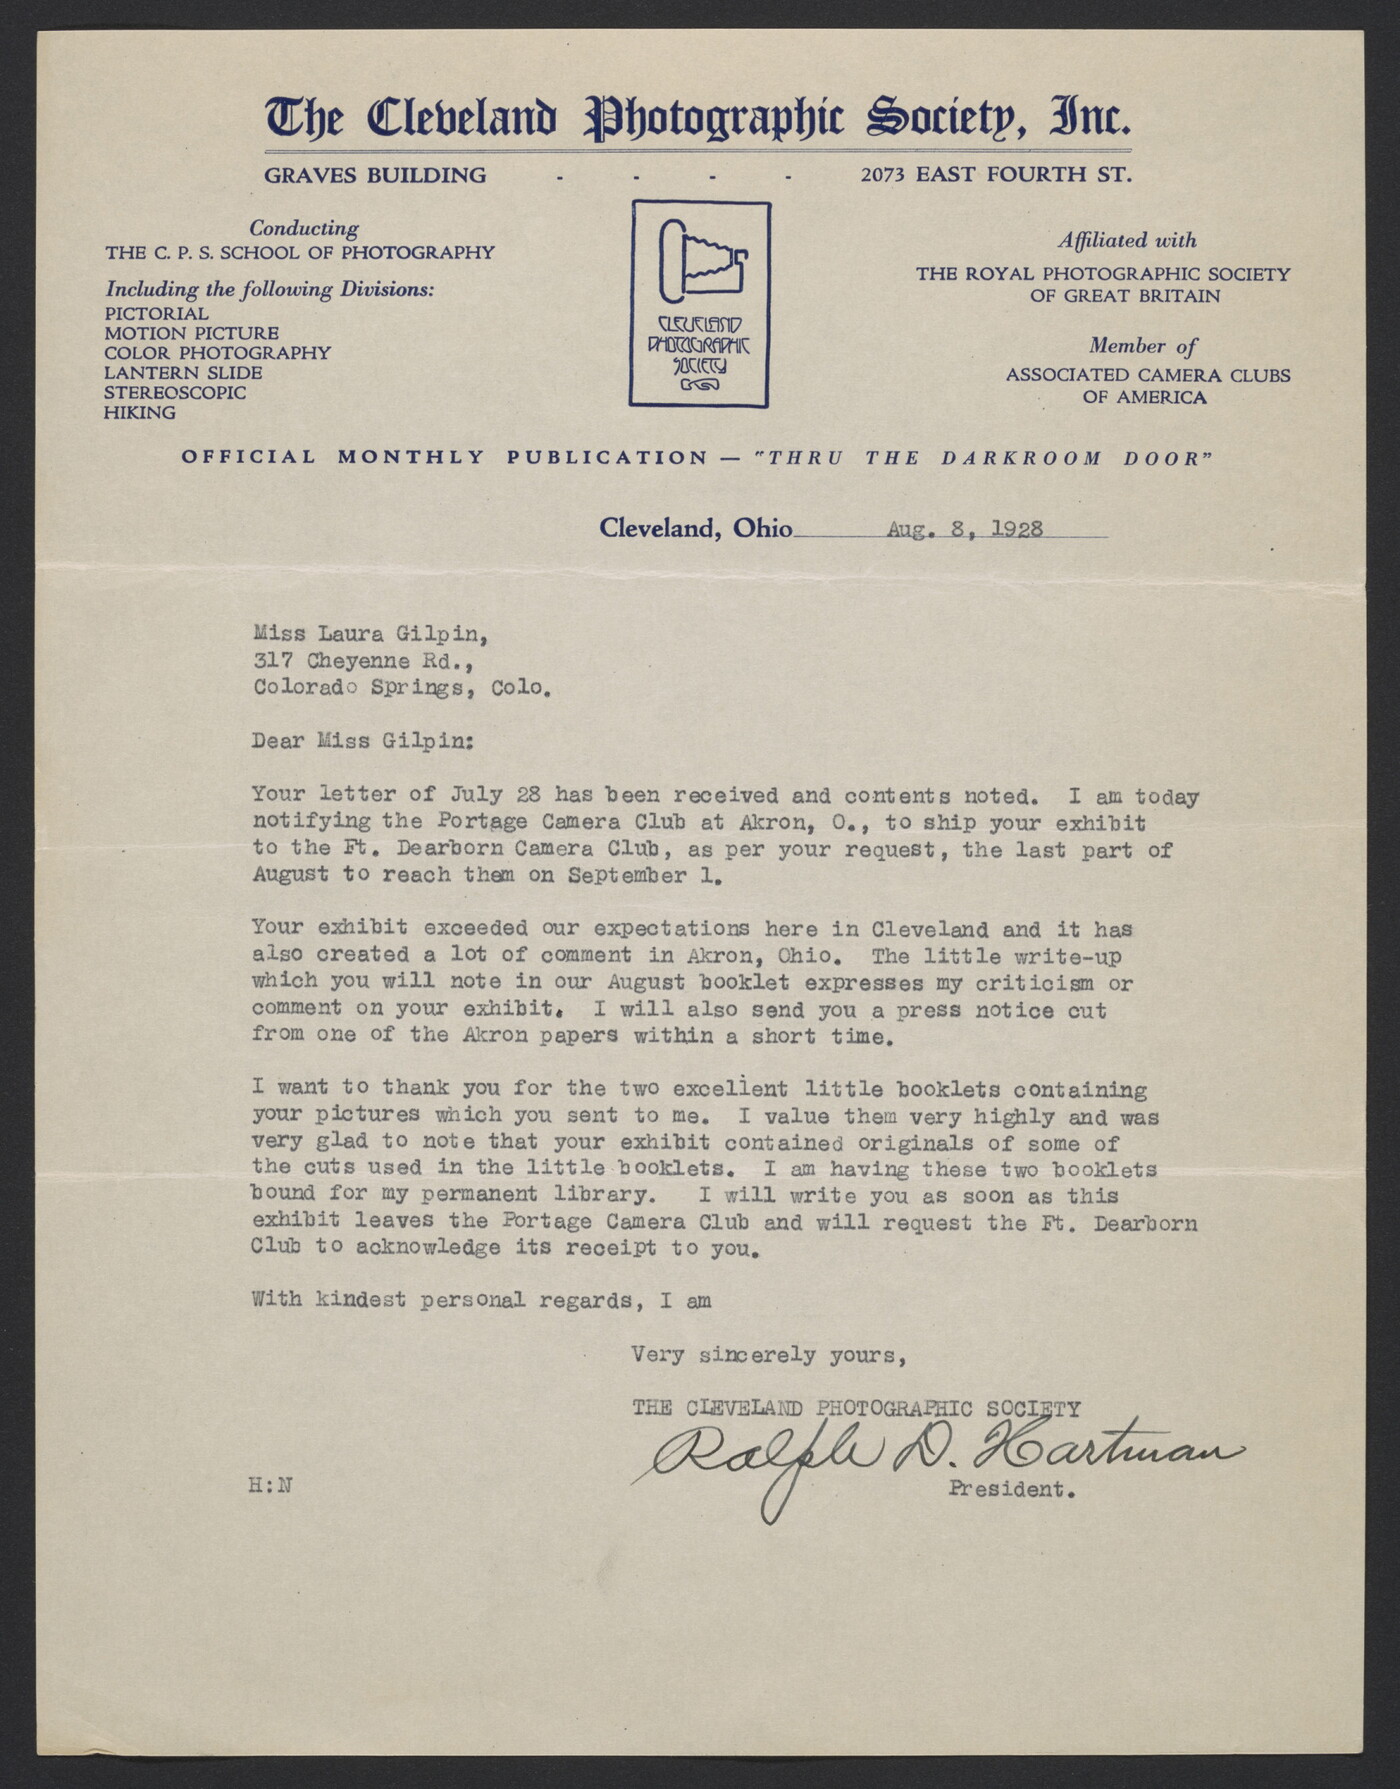 The Cleveland Photographic Society, Inc.
GRAVES BUILDING - - - - 2073 EAST FOURTH ST.
Conducting
THE C. P. S. SCHOOL OF PHOTOGRAPHY
Including the following Divisions:
PICTORIAL
MOTION PICTURE
COLOR PHOTOGRAPHY
LANTERN SLIDE
STEREOSCOPIC
HIKING
CLEVELAND
PHOTOGRAPHIC
SOCIETY
Affiliated with
THE ROYAL PHOTOGRAPHIC SOCIETY
OF GREAT BRITAIN
Member of
ASSOCIATED CAMERA CLUBS
OF AMERICA
OFFICIAL MONTHLY PUBLICATION — "THRU THE DARKROOM DOOR"
Cleveland, Ohio Aug. 8, 1928
Miss Laura Gilpin,
317 Cheyenne Rd.,
Colorado Springs, Colo.
Dear Miss Gilpin:
Your letter of July 28 has been received and contents noted. I am today
notifying the Portage Camera Club at Akron, O., to ship your exhibit
to the Ft. Dearborn Camera Club, as per your request, the last part of
August to reach them on September 1.
Your exhibit exceeded our expectations here in Cleveland and it has
also created a lot of comment in Akron, Ohio. The little write-up
which you will note in our August booklet expresses my criticism or
comment on your exhibit. I will also send you a press notice cut
from one of the Akron papers within a short time.
I want to thank you for the two excellent little booklets containing
your pictures which you sent to me. I value them very highly and was
very glad to note that your exhibit contained originals of some of
the cuts used in the little booklets. I am having these two booklets
bound for my permanent library. I will write you as soon as this
exhibit leaves the Portage Camera Club and will request the Ft. Dearborn
Club to acknowledge its receipt to you.
With kindest personal regards, I am
Very sincerely yours,
THE CLEVELAND PHOTOGRAPHIC SOCIETY
Ralph D. Hartman
President.
H:N